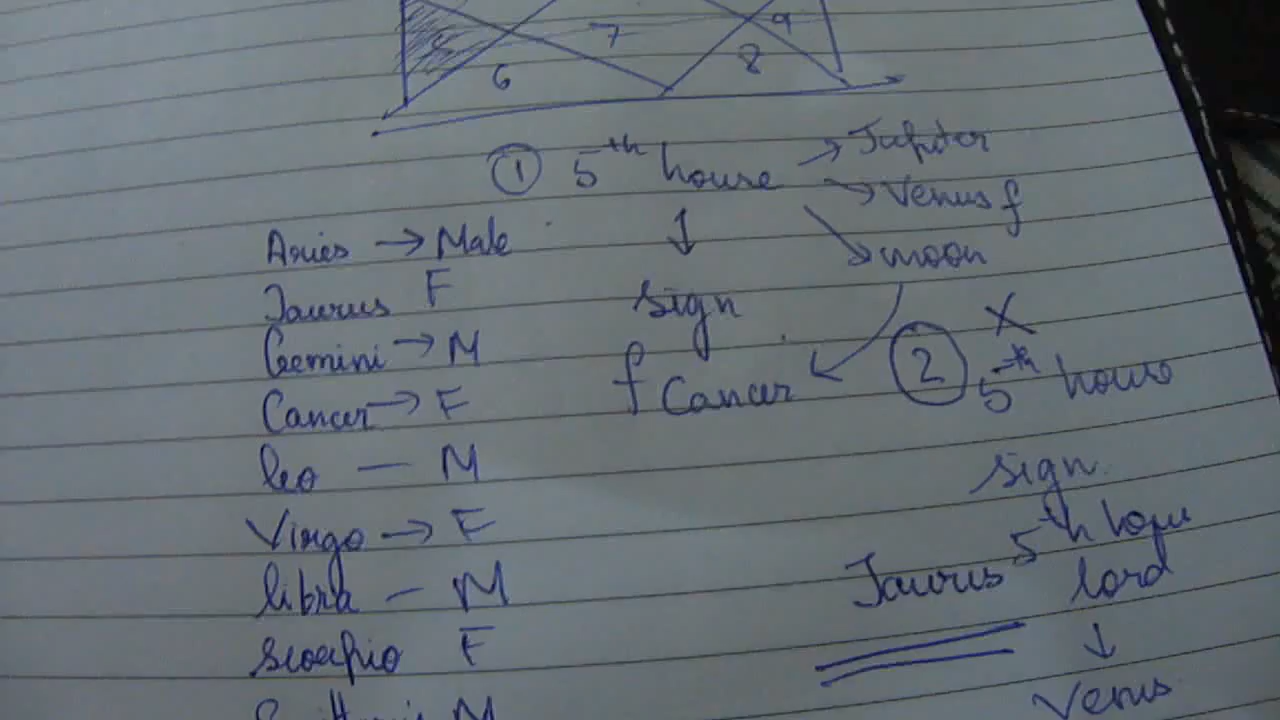 5 7 9
6 8
① 5th house → Jupiter
→ Venus f
Aries → Male ↓ → moon
Taurus F sign
Gemini → M X
Cancer → F f Cancer ② 5th house
leo — M sign
Virgo → F 5th house
libra — M Taurus lord
Scorpio F ↓
M Venus